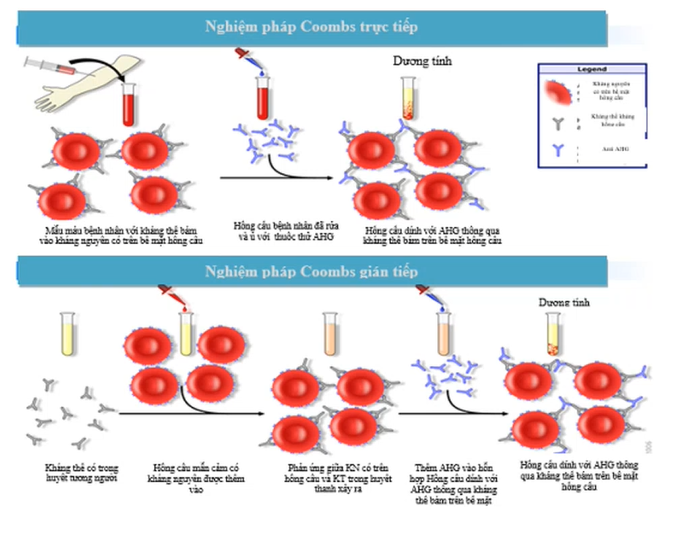 Nghiệm pháp Coombs trực tiếp
Dương tính
Legend
Kháng nguyên
có trên bề mặt
hồng cầu
Kháng thể kháng
hồng cầu
Anti AHG
Mẫu máu bệnh nhân với kháng thể bám
vào kháng nguyên có trên bề mặt hồng cầu
Hồng cầu bệnh nhân đã rửa
và ủ với thuốc thử AHG
Hồng cầu dính với AHG thông qua
kháng thể bám trên bề mặt hồng cầu
Nghiệm pháp Coombs gián tiếp
Dương tính
Kháng thể có trong
huyết tương người
Hồng cầu mẫn cảm có
kháng nguyên được thêm
vào
Phản ứng giữa KN có trên
hồng cầu và KT trong huyết
thanh xảy ra
Thêm AHG vào hỗn
hợp Hồng cầu dính với
AHG thông qua kháng
thể bám trên bề mặt
Hồng cầu dính với AHG thông
qua kháng thể bám trên bề mặt
hồng cầu